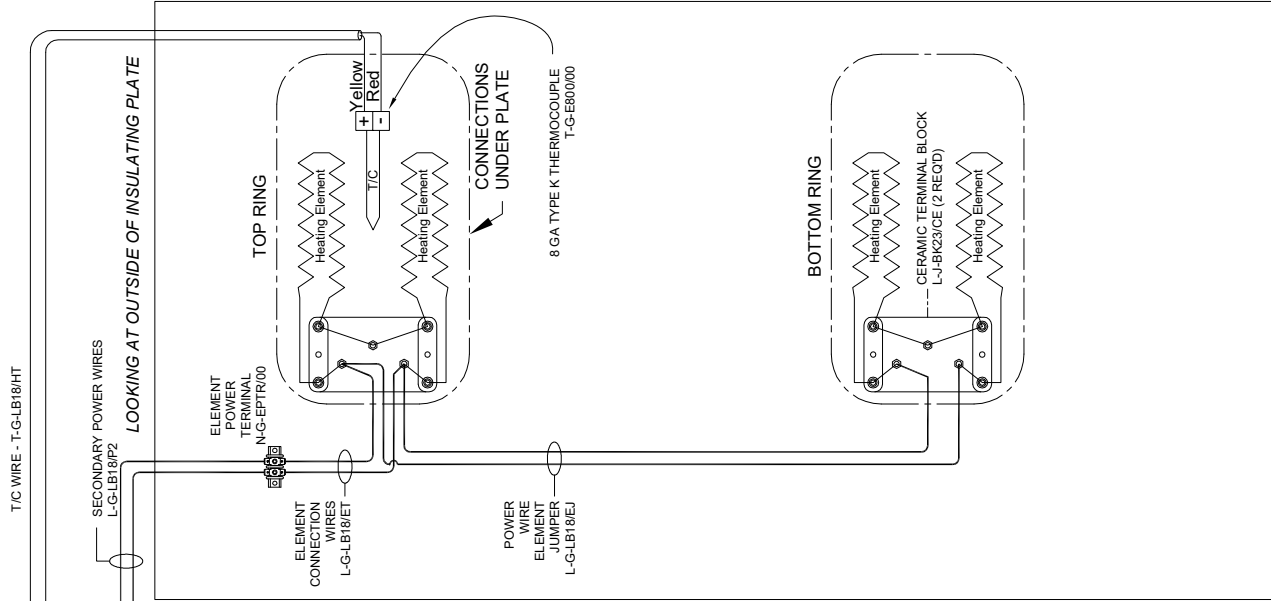 T/C WIRE - T-G-LB18/HT
SECONDARY POWER WIRES
L-G-LB18/P2
LOOKING AT OUTSIDE OF INSULATING PLATE
ELEMENT
POWER
TERMINAL
N-G-EPTR/00
TOP RING
Yellow
Red
+
-
-
T/C
Heating Element
Heating Element
CONNECTIONS
UNDER PLATE
8 GA TYPE K THERMOCOUPLE
T-G-E800/00
ELEMENT
CONNECTION
WIRES
L-G-LB18/ET
POWER
WIRE
ELEMENT
JUMPER
L-G-LB18/EJ
BOTTOM RING
Heating Element
CERAMIC TERMINAL BLOCK
L-J-BK23/CE (2 REQ'D)
Heating Element